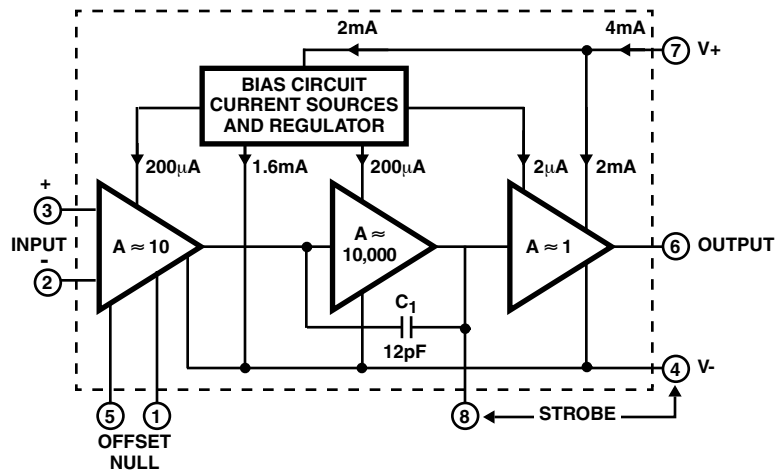 2mA
4mA
7 V+
BIAS CIRCUIT
CURRENT SOURCES
AND REGULATOR
200µA
1.6mA
200µA
2µA
2mA
+
3
INPUT
-
2
A ≈ 10
A ≈
10,000
A ≈ 1
6 OUTPUT
C1
12pF
4 V-
5
1
OFFSET
NULL
8
STROBE